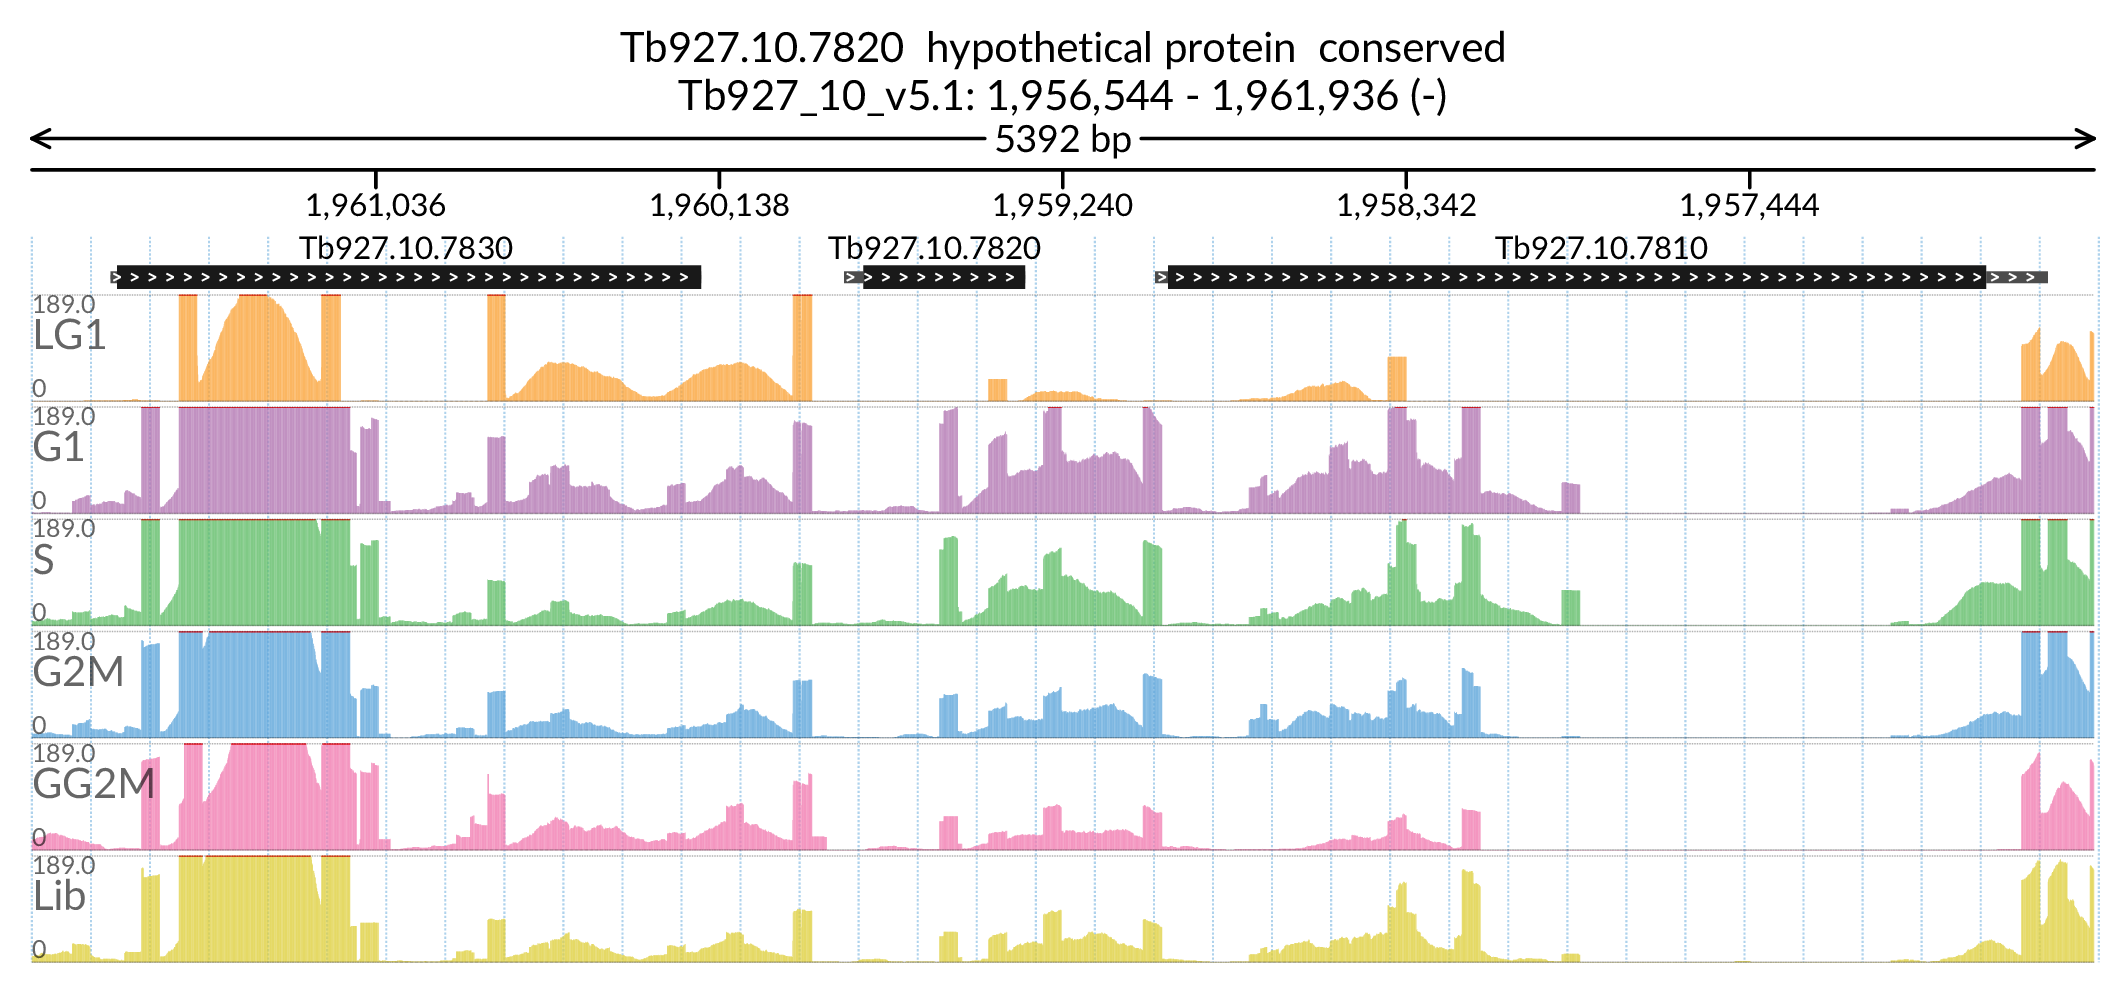 Tb927.10.7820  hypothetical protein  conserved
Tb927_10_v5.1: 1,956,544 - 1,961,936 (-)
5392 bp
1,961,036 1,960,138 1,959,240 1,958,342 1,957,444
Tb927.10.7830 Tb927.10.7820 Tb927.10.7810
189.0
LG1
0
189.0
G1
0
189.0
S
0
189.0
G2M
0
189.0
GG2M
0
189.0
Lib
0